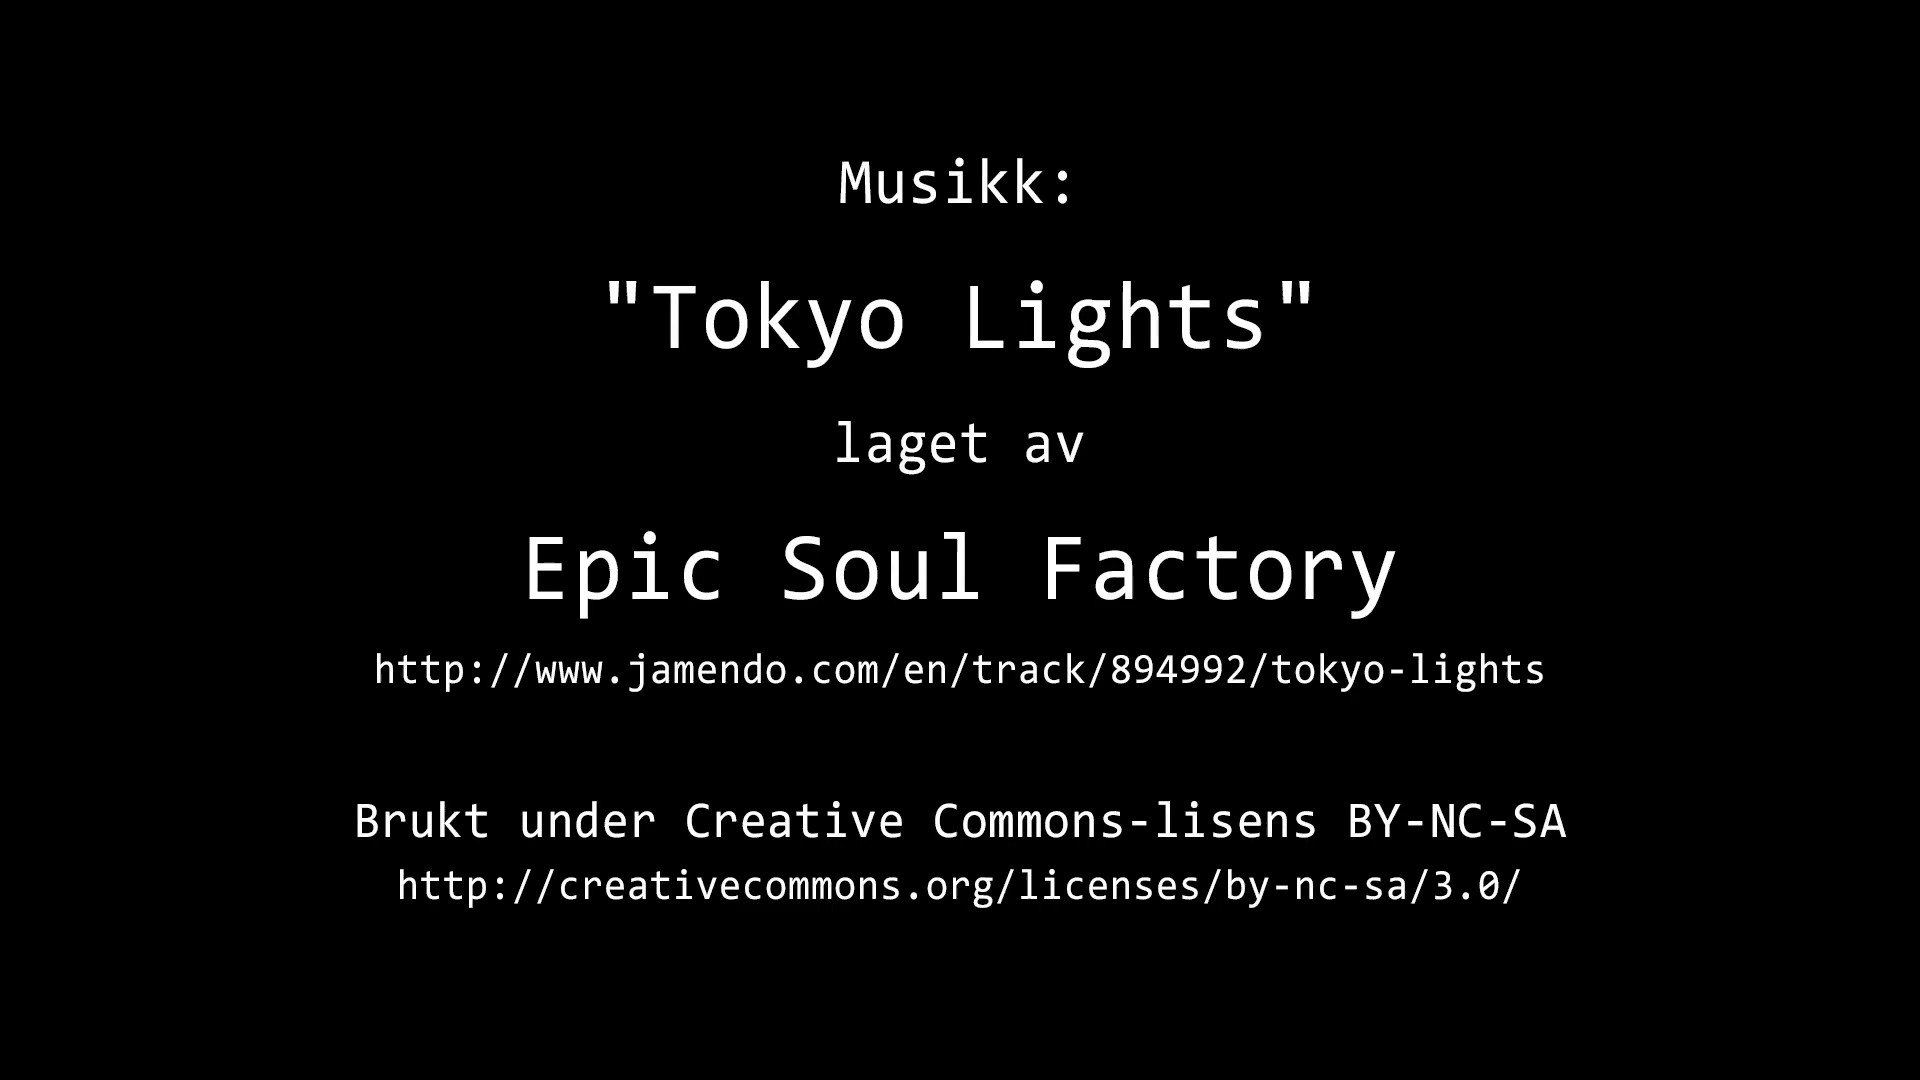 Musikk:
"Tokyo Lights"
laget av
Epic Soul Factory
http://www.jamendo.com/en/track/894992/tokyo-lights
Brukt under Creative Commons-lisens BY-NC-SA
http://creativecommons.org/licenses/by-nc-sa/3.0/